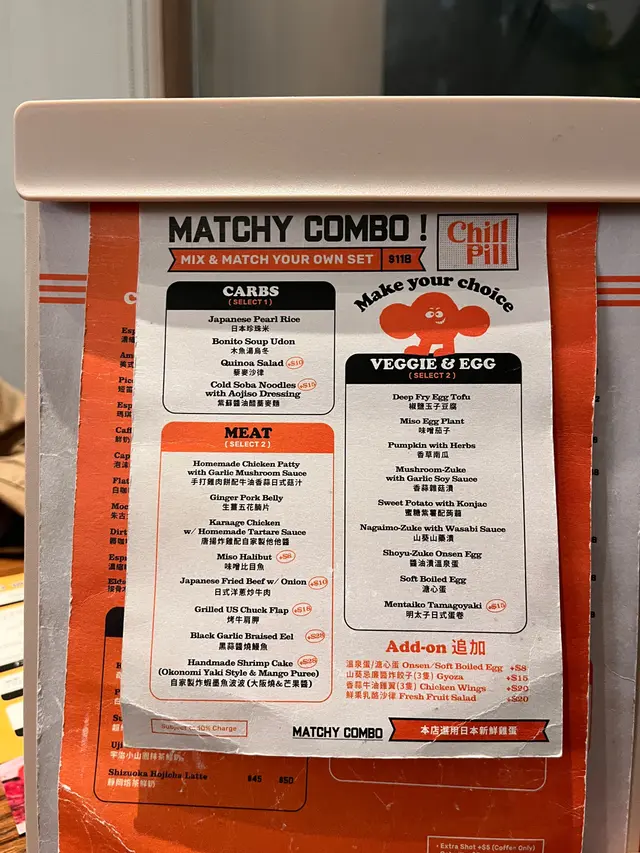 MATCHY COMBO !
Chill Pill
MIX & MATCH YOUR OWN SET $118
Make your choice
CARBS
(SELECT 1)
Japanese Pearl Rice
日本珍珠米
Bonito Soup Udon
木魚湯烏冬
Quinoa Salad +$10
藜麥沙律
Cold Soba Noodles +$15
with Aojiso Dressing
紫蘇醬油醋蕎麥麵
MEAT
(SELECT 2)
Homemade Chicken Patty
with Garlic Mushroom Sauce
手打雞肉餅配牛油香蒜日式菇汁
Ginger Pork Belly
生薑五花腩片
Karaage Chicken
w/ Homemade Tartare Sauce
唐揚炸雞配自家製他他醬
Miso Halibut +$8
味噌比目魚
Japanese Fried Beef w/ Onion +$10
日式洋蔥炒牛肉
Grilled US Chuck Flap +$18
烤牛肩胛
Black Garlic Braised Eel +$28
黑蒜醬燒鰻魚
Handmade Shrimp Cake +$28
(Okonomi Yaki Style & Mango Puree)
自家製炸蝦墨魚波波 (大阪燒&芒果醬)
VEGGIE & EGG
(SELECT 2)
Deep Fry Egg Tofu
椒鹽玉子豆腐
Miso Egg Plant
味噌茄子
Pumpkin with Herbs
香草南瓜
Mushroom-Zuke
with Garlic Soy Sauce
香蒜雜菇漬
Sweet Potato with Konjac
蜜糖紫薯配蒟蒻
Nagaimo-Zuke with Wasabi Sauce
山葵山藥漬
Shoyu-Zuke Onsen Egg
醬油漬溫泉蛋
Soft Boiled Egg
溏心蛋
Mentaiko Tamagoyaki +$15
明太子日式蛋卷
Add-on 追加
溫泉蛋/溏心蛋 Onsen/Soft Boiled Egg +$8
山葵忌廉醬炸餃子(3隻) Gyoza +$15
香蒜牛油雞翼(3隻) Chicken Wings +$20
鮮果乳酪沙律 Fresh Fruit Salad +$20
Subject to 10% Charge
MATCHY COMBO
本店選用日本新鮮雞蛋
Shizuoka Hojicha Latte $45 $50
靜岡焙茶鮮奶
+Extra Shot +$5 (Coffee Only)